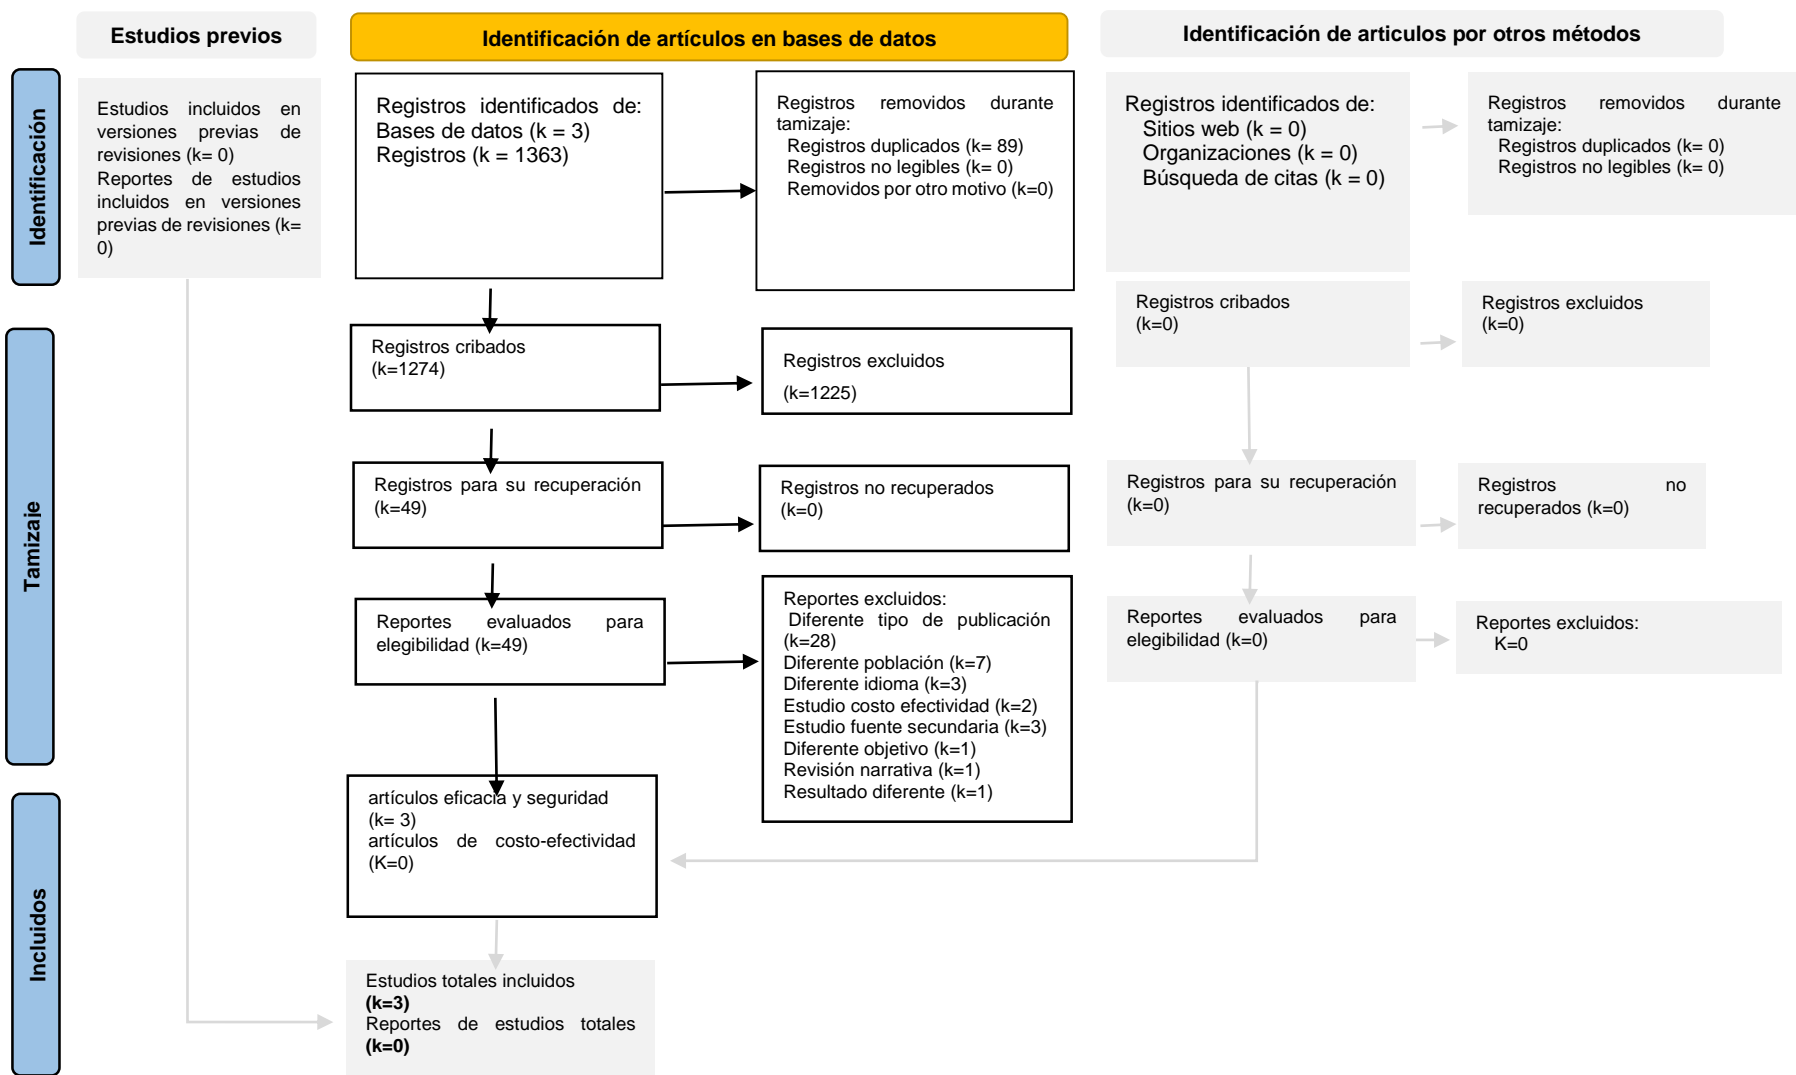 Estudios previos
Identificación de artículos en bases de datos
Identificación de articulos por otros métodos
Identificación
Estudios incluidos en
versiones previas de
revisiones (k= 0)
Reportes de estudios
incluidos en versiones
previas de revisiones (k=
0)
Registros identificados de:
Bases de datos (k = 3)
Registros (k = 1363)
Registros removidos durante
tamizaje:
Registros duplicados (k= 89)
Registros no legibles (k= 0)
Removidos por otro motivo (k=0)
Registros identificados de:
Sitios web (k = 0)
Organizaciones (k = 0)
Búsqueda de citas (k = 0)
Registros removidos durante
tamizaje:
Registros duplicados (k= 0)
Registros no legibles (k= 0)
Tamizaje
Registros cribados
(k=1274)
Registros excluidos
(k=1225)
Registros cribados
(k=0)
Registros excluidos
(k=0)
Registros para su recuperación
(k=49)
Registros no recuperados
(k=0)
Registros para su recuperación
(k=0)
Registros no
recuperados (k=0)
Reportes evaluados para
elegibilidad (k=49)
Reportes excluidos:
Diferente tipo de publicación
(k=28)
Diferente población (k=7)
Diferente idioma (k=3)
Estudio costo efectividad (k=2)
Estudio fuente secundaria (k=3)
Diferente objetivo (k=1)
Revisión narrativa (k=1)
Resultado diferente (k=1)
Reportes evaluados para
elegibilidad (k=0)
Reportes excluidos:
K=0
Incluidos
artículos eficacia y seguridad
(k= 3)
artículos de costo-efectividad
(K=0)
Estudios totales incluidos
(k=3)
Reportes de estudios totales
(k=0)